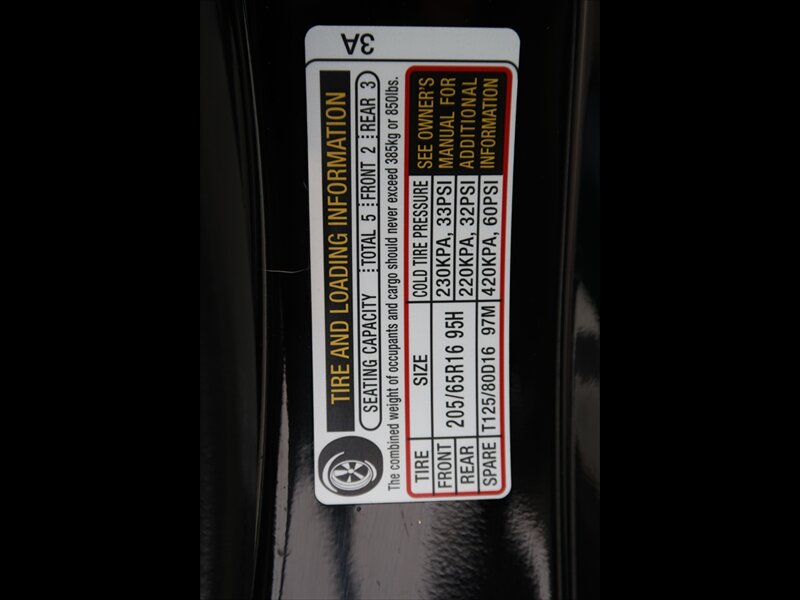 3A
TIRE AND LOADING INFORMATION
SEATING CAPACITY TOTAL 5 FRONT 2 REAR 3
The combined weight of occupants and cargo should never exceed 385kg or 850lbs.
TIRE SIZE COLD TIRE PRESSURE
FRONT 205/65R16 95H 230KPA, 33PSI
REAR 220KPA, 32PSI
SPARE T125/80D16 97M 420KPA, 60PSI
SEE OWNER'S
MANUAL FOR
ADDITIONAL
INFORMATION